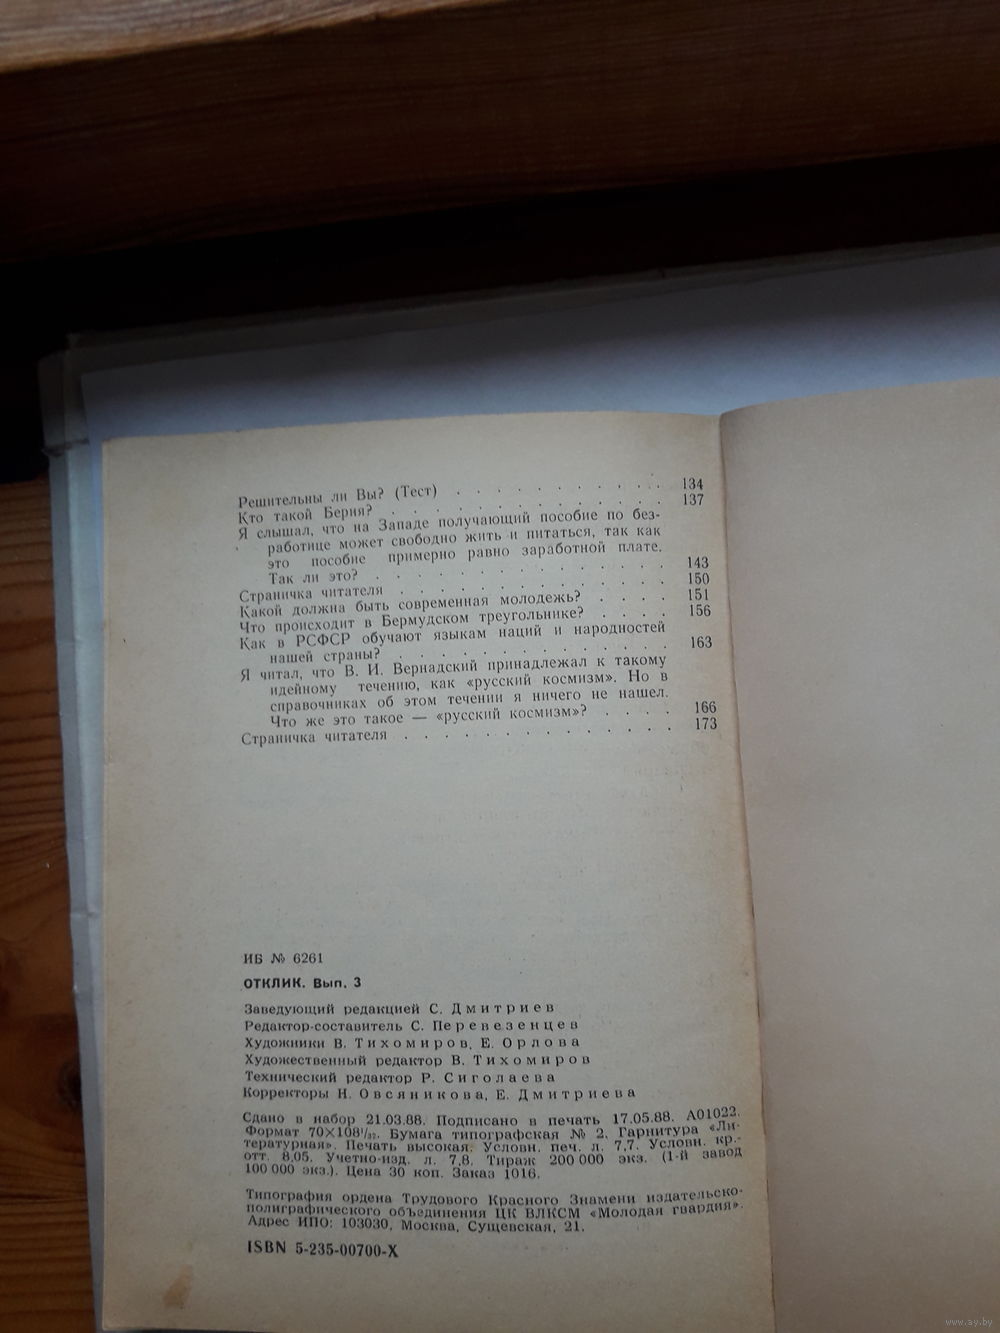 Решительны ли Вы? (Тест) . . . . . . . . . 134
Кто такой Берия? . . . . . . . . . . . 137
Я слышал, что на Западе получающий пособие по без-
работице может свободно жить и питаться, так как
это пособие примерно равно заработной плате.
Так ли это? . . . . . . . . . . . 143
Страничка читателя . . . . . . . . . . 150
Какой должна быть современная молодежь? . . . . 151
Что происходит в Бермудском треугольнике? . . . . 156
Как в РСФСР обучают языкам наций и народностей
нашей страны? . . . . . . . . . . 163
Я читал, что В. И. Вернадский принадлежал к такому
идейному течению, как «русский космизм». Но в
справочниках об этом течении я ничего не нашел.
Что же это такое — «русский космизм»? . . . . 166
Страничка читателя . . . . . . . . . . 173
ИБ № 6261
ОТКЛИК. Вып. 3
Заведующий редакцией С. Дмитриев
Редактор-составитель С. Перевезенцев
Художники В. Тихомиров, Е. Орлова
Художественный редактор В. Тихомиров
Технический редактор Р. Сиголаева
Корректоры Н. Овсяникова, Е. Дмитриева
Сдано в набор 21.03.88. Подписано в печать 17.05.88. А01022.
Формат 70×108¹/₃₂. Бумага типографская № 2. Гарнитура «Ли-
тературная». Печать высокая. Условн. печ. л. 7,7. Условн. кр.-
отт. 8,05. Учетно-изд. л. 7,8. Тираж 200 000 экз. (1-й завод
100 000 экз.). Цена 30 коп. Заказ 1016.
Типография ордена Трудового Красного Знамени издательско-
полиграфического объединения ЦК ВЛКСМ «Молодая гвардия».
Адрес ИПО: 103030, Москва, Сущевская, 21.
ISBN 5-235-00700-X
www.ay.by